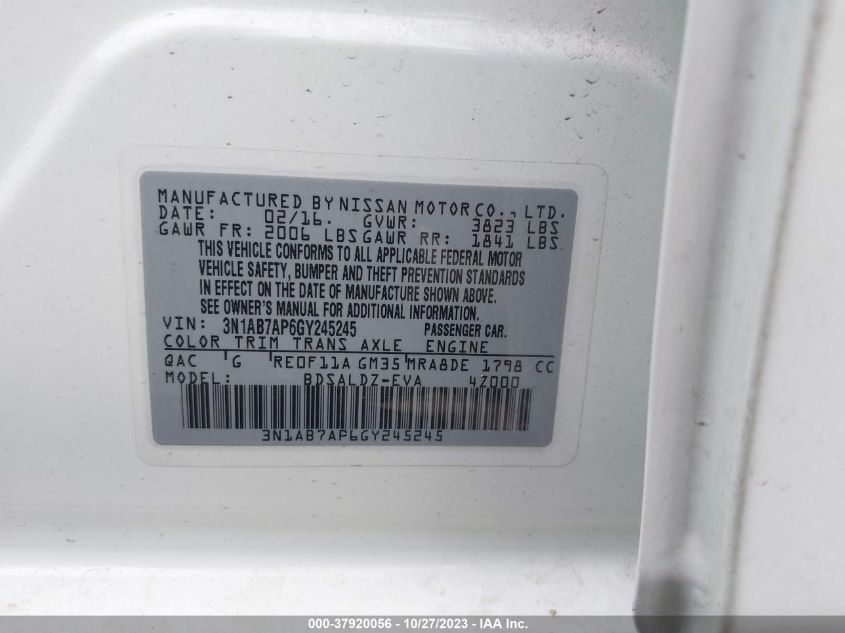 MANUFACTURED BY NISSAN MOTOR CO., LTD.
DATE: 02/16. GVWR: 3823 LBS
GAWR FR: 2006 LBS GAWR RR: 1841 LBS
THIS VEHICLE CONFORMS TO ALL APPLICABLE FEDERAL MOTOR
VEHICLE SAFETY, BUMPER AND THEFT PREVENTION STANDARDS
IN EFFECT ON THE DATE OF MANUFACTURE SHOWN ABOVE.
SEE OWNER'S MANUAL FOR ADDITIONAL INFORMATION.
VIN: 3N1AB7AP6GY245245 PASSENGER CAR.
COLOR TRIM TRANS AXLE ENGINE
QAC G RE0F11A GM35 MRA8DE 1798 CC
MODEL: BDSALDZ-EVA 4Z000
3N1AB7AP6GY245245
000-37920056 - 10/27/2023 - IAA Inc.